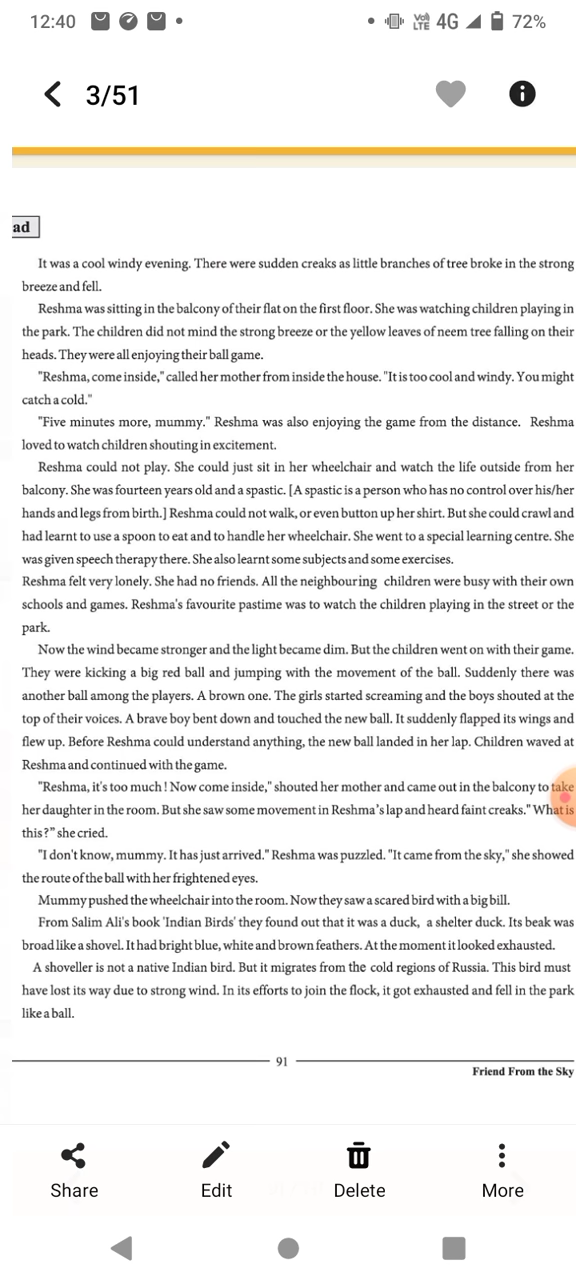 12:40 Vo) LTE 4G 72%
3/51
ad
It was a cool windy evening. There were sudden creaks as little branches of tree broke in the strong
breeze and fell.
Reshma was sitting in the balcony of their flat on the first floor. She was watching children playing in
the park. The children did not mind the strong breeze or the yellow leaves of neem tree falling on their
heads. They were all enjoying their ball game.
"Reshma, come inside," called her mother from inside the house. "It is too cool and windy. You might
catch a cold."
"Five minutes more, mummy." Reshma was also enjoying the game from the distance. Reshma
loved to watch children shouting in excitement.
Reshma could not play. She could just sit in her wheelchair and watch the life outside from her
balcony. She was fourteen years old and a spastic. [A spastic is a person who has no control over his/her
hands and legs from birth.] Reshma could not walk, or even button up her shirt. But she could crawl and
had learnt to use a spoon to eat and to handle her wheelchair. She went to a special learning centre. She
was given speech therapy there. She also learnt some subjects and some exercises.
Reshma felt very lonely. She had no friends. All the neighbouring children were busy with their own
schools and games. Reshma's favourite pastime was to watch the children playing in the street or the
park.
Now the wind became stronger and the light became dim. But the children went on with their game.
They were kicking a big red ball and jumping with the movement of the ball. Suddenly there was
another ball among the players. A brown one. The girls started screaming and the boys shouted at the
top of their voices. A brave boy bent down and touched the new ball. It suddenly flapped its wings and
flew up. Before Reshma could understand anything, the new ball landed in her lap. Children waved at
Reshma and continued with the game.
"Reshma, it's too much ! Now come inside," shouted her mother and came out in the balcony to take
her daughter in the room. But she saw some movement in Reshma's lap and heard faint creaks." What is
this?" she cried.
"I don't know, mummy. It has just arrived." Reshma was puzzled. "It came from the sky," she showed
the route of the ball with her frightened eyes.
Mummy pushed the wheelchair into the room. Now they saw a scared bird with a big bill.
From Salim Ali's book 'Indian Birds' they found out that it was a duck, a shelter duck. Its beak was
broad like a shovel. It had bright blue, white and brown feathers. At the moment it looked exhausted.
A shoveller is not a native Indian bird. But it migrates from the cold regions of Russia. This bird must
have lost its way due to strong wind. In its efforts to join the flock, it got exhausted and fell in the park
like a ball.
91
Friend From the Sky
Share Edit Delete More